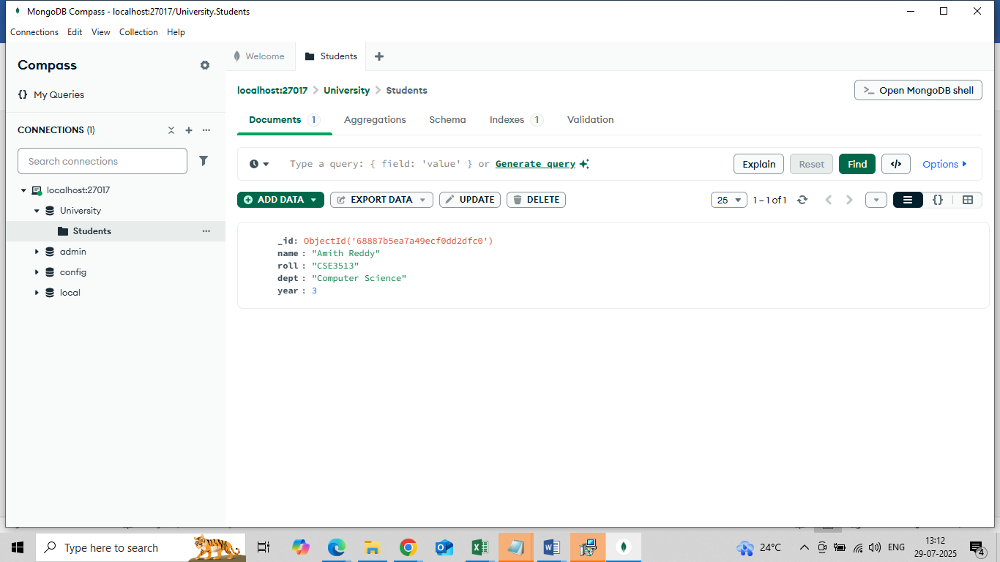 MongoDB Compass - localhost:27017/University.Students
Connections Edit View Collection Help
Compass
My Queries
CONNECTIONS (1)
Search connections
localhost:27017
University
Students
admin
config
local
Welcome
Students
localhost:27017 University Students
Open MongoDB shell
Documents 1 Aggregations Schema Indexes 1 Validation
Type a query: { field: 'value' } or Generate query
Explain Reset Find </> Options
ADD DATA EXPORT DATA UPDATE DELETE
25 1 – 1 of 1 {}
_id: ObjectId('68887b5ea7a49ecf0dd2dfc0')
name : "Amith Reddy"
roll : "CSE3513"
dept : "Computer Science"
year : 3
Type here to search
24°C
ENG
13:12
29-07-2025
4